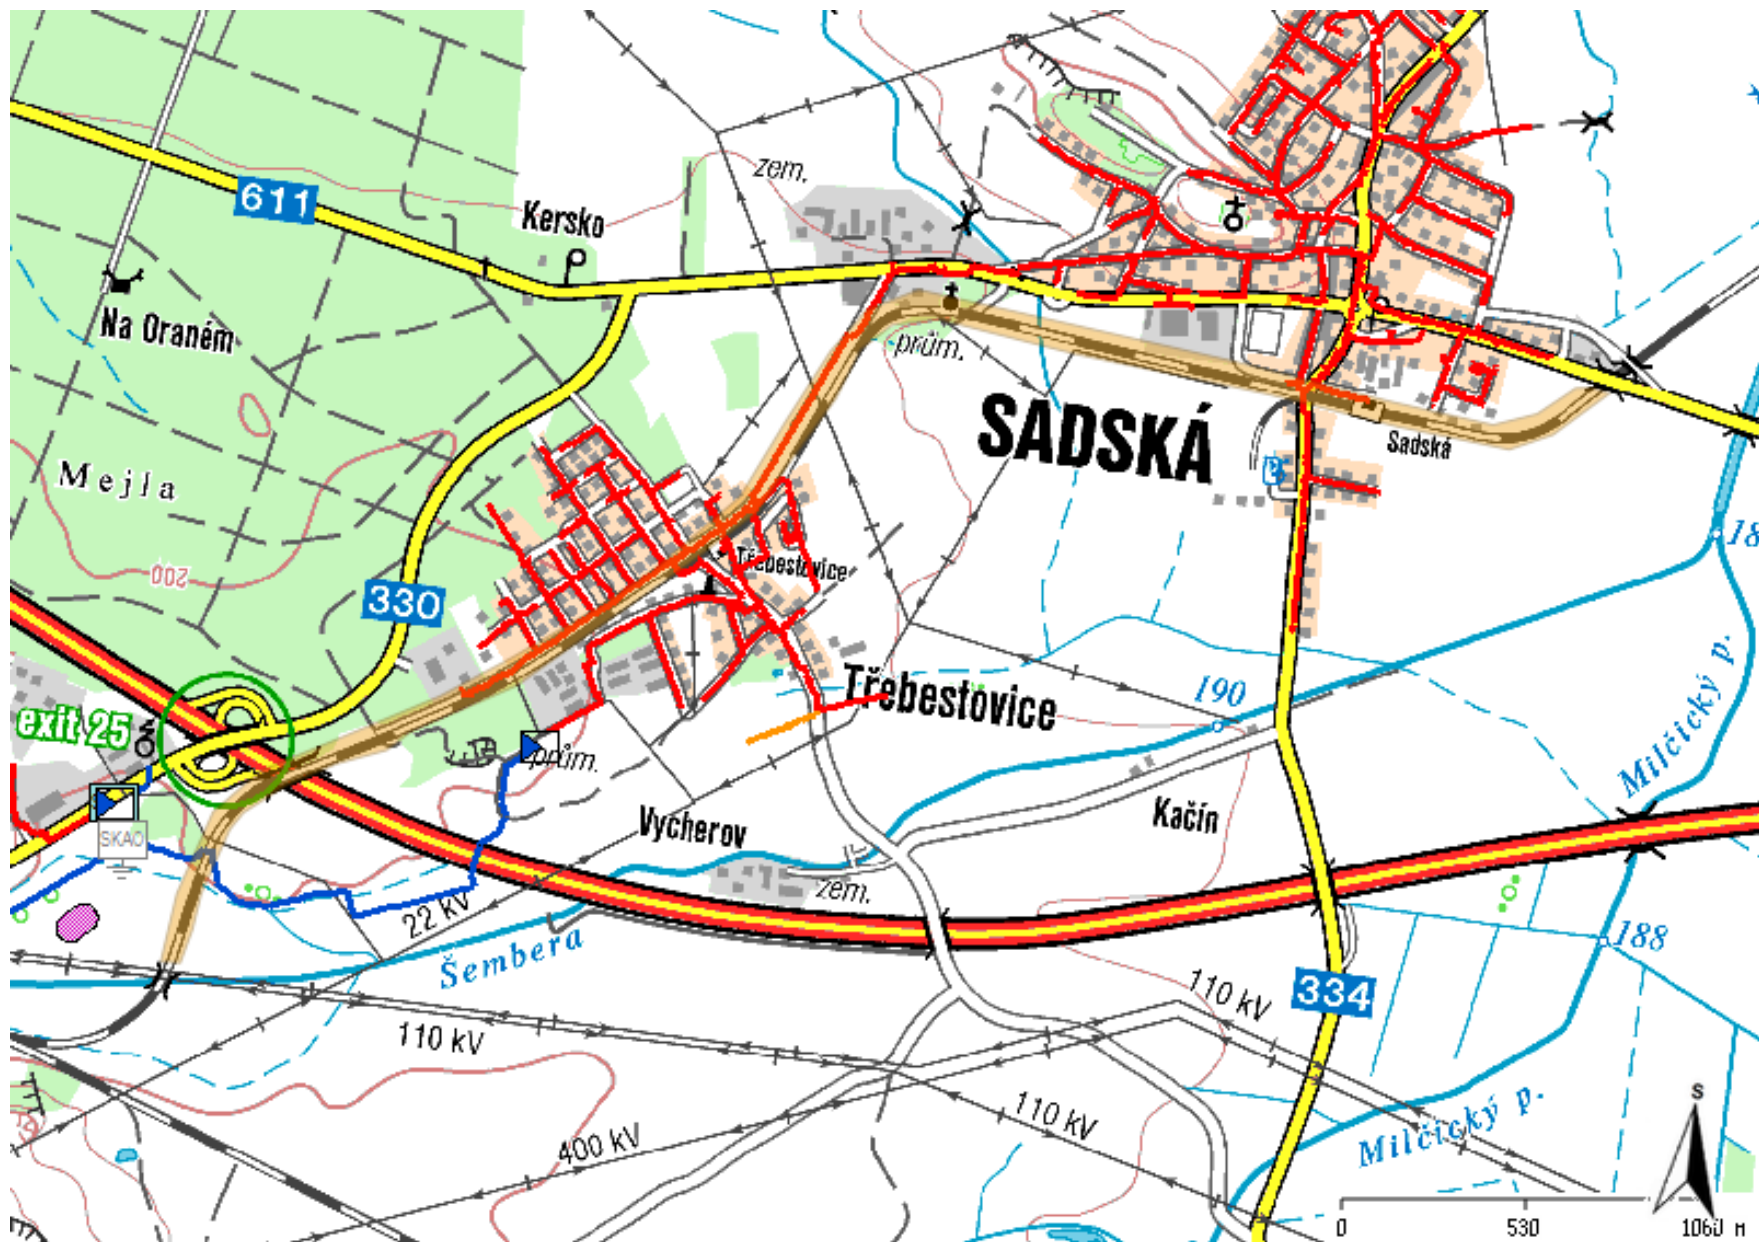 zem.
611
Kersko
Na Oraném
prům.
SADSKÁ
Sadská
Mejla
200
330
Třebestovice
Třebestovice
190
188
Milčický p.
exit 25
prům.
SKAO
Vycherov
zem.
Kačín
22 kV
Šembera
334
110 kV
110 kV
110 kV
400 kV
Milčický p.
S
0 530 1060 M